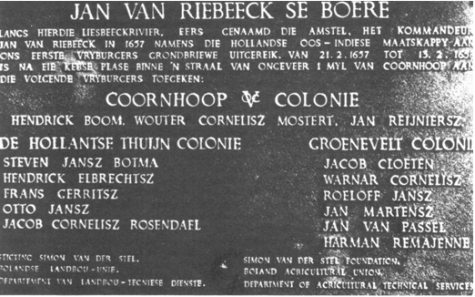 JAN VAN RIEBEECK SE BOERE
LANGS HIERDIE LIESBEECKRIVIER, EERS GENAAMD DIE AMSTEL, HET KOMMANDEUR
JAN VAN RIEBEECK IN 1657 NAMENS DIE HOLLANDSE OOS-INDIESE MAATSKAPPY AAN
ONS EERSTE VRYBURGERS GRONDBRIEWE UITGEREIK. VAN 21.2.1657 TOT 15.2.
IS NA EIE KEUSE PLASE BINNE 'N STRAAL VAN ONGEVEER 1 MYL VAN COORNHOOP AAN
DIE VOLGENDE VRYBURGERS TOEGEKEN:
COORNHOOP VOC COLONIE
HENDRICK BOOM, WOUTER CORNELISZ MOSTERT, JAN REIJNIERSZ,
DE HOLLANTSE THUIJN COLONIE GROENEVELT COLONI
STEVEN JANSZ BOTMA JACOB CLOETEN
HENDRICK ELBRECHTSZ WARNAR CORNELISZ
FRANS GERRITSZ ROELOFF JANSZ
OTTO JANSZ JAN MARTENSZ
JACOB CORNELISZ ROSENDAEL JAN VAN PASSEL
HARMAN REMAJENNE
STIGTING SIMON VAN DER STEL. SIMON VAN DER STEL FOUNDATION.
BOLANDSE LANDBOU-UNIE. BOLAND AGRICULTURAL UNION.
DEPARTEMENT VAN LANDBOU-TEGNIESE DIENSTE. DEPARTMENT OF AGRICULTURAL TECHNICAL SERVICES